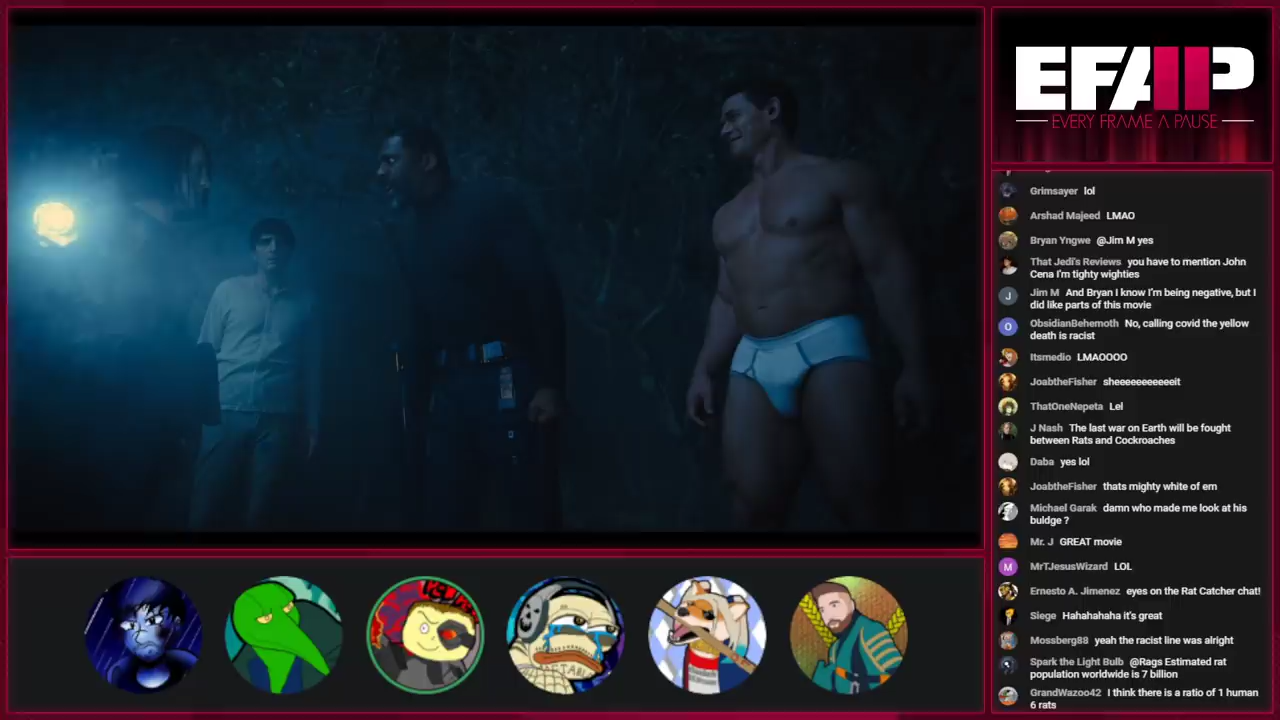 EFAP
EVERY FRAME A PAUSE
Grimsayer lol
Arshad Majeed LMAO
Bryan Yngwe @Jim M yes
That Jedi's Reviews you have to mention John
Cena I'm tighty wighties
J
Jim M And Bryan I know I'm being negative, but I
did like parts of this movie
O
ObsidianBehemoth No, calling covid the yellow
death is racist
Itsmedio LMAOOOO
JoabtheFisher sheeeeeeeeeeit
ThatOneNepeta Lel
J Nash The last war on Earth will be fought
between Rats and Cockroaches
Daba yes lol
JoabtheFisher thats mighty white of em
Michael Garak damn who made me look at his
buldge ?
Mr. J GREAT movie
M
MrTJesusWizard LOL
Ernesto A. Jimenez eyes on the Rat Catcher chat!
Siege Hahahahaha it's great
Mossberg88 yeah the racist line was alright
Spark the Light Bulb @Rags Estimated rat
population worldwide is 7 billion
GrandWazoo42 I think there is a ratio of 1 human
6 rats